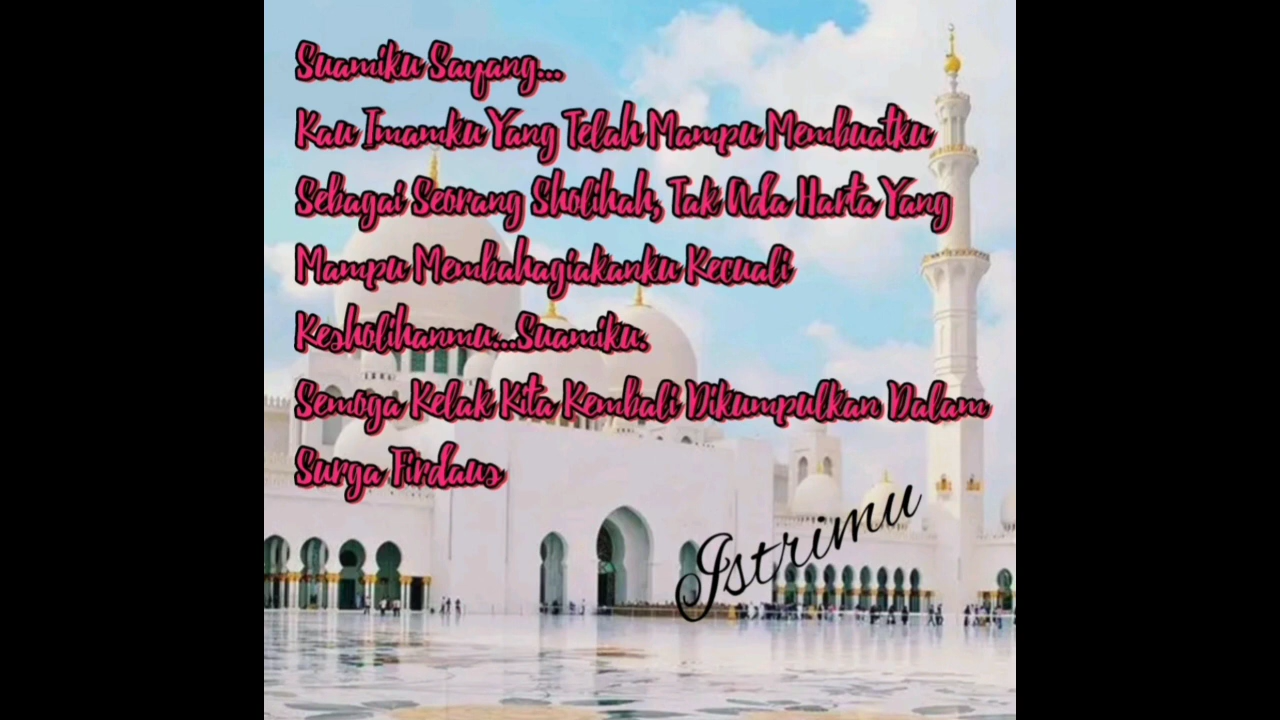 Suamiku Sayang...
Kau Imamku Yang Telah Mampu Membuatku
Sebagai Seorang Sholihah, Tak Ada Harta Yang
Mampu Membahagiakanku Kecuali
Kesholihanmu...Suamiku.
Semoga Kelak Kita Kembali Dikumpulkan Dalam
Surga Firdaus
Istrimu